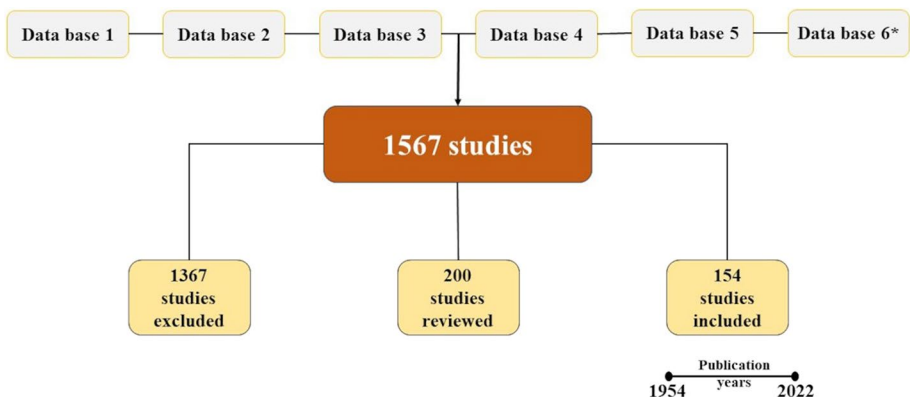 Data base 1
Data base 2
Data base 3
Data base 4
Data base 5
Data base 6*
1567 studies
1367
studies
excluded
200
studies
reviewed
154
studies
included
Publication
years
1954
2022